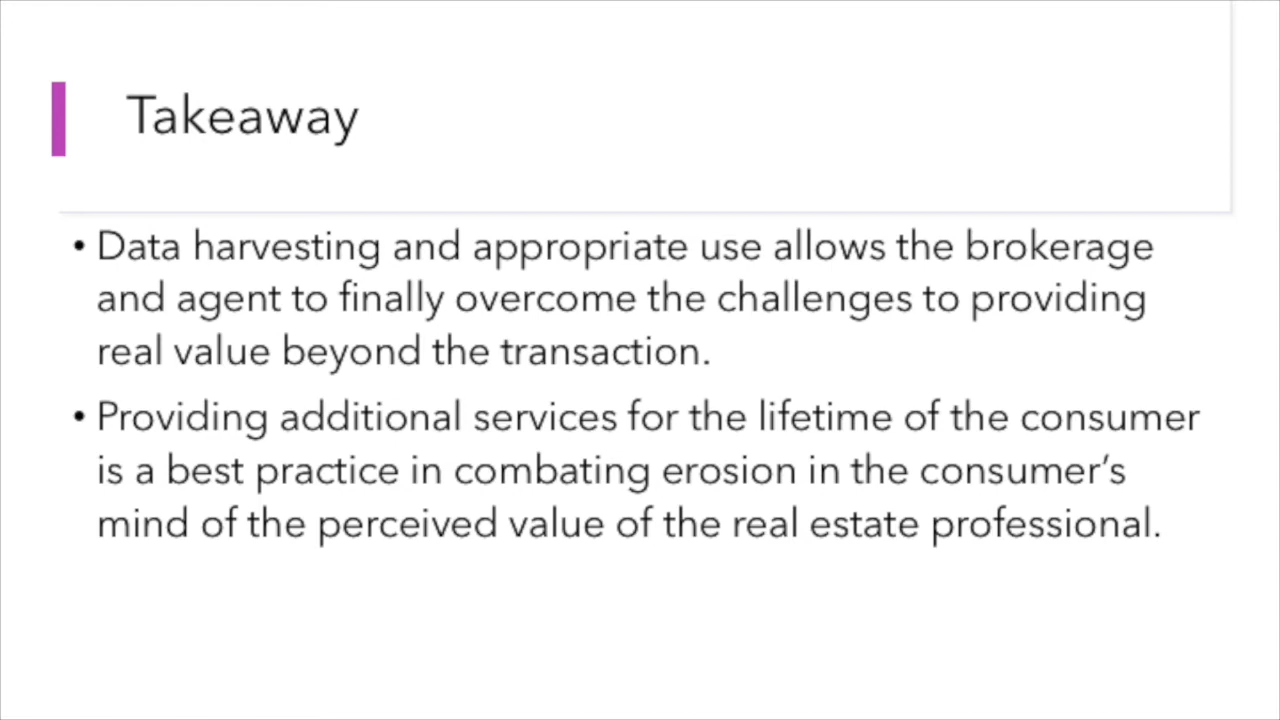 Takeaway
• Data harvesting and appropriate use allows the brokerage
and agent to finally overcome the challenges to providing
real value beyond the transaction.
• Providing additional services for the lifetime of the consumer
is a best practice in combating erosion in the consumer’s
mind of the perceived value of the real estate professional.